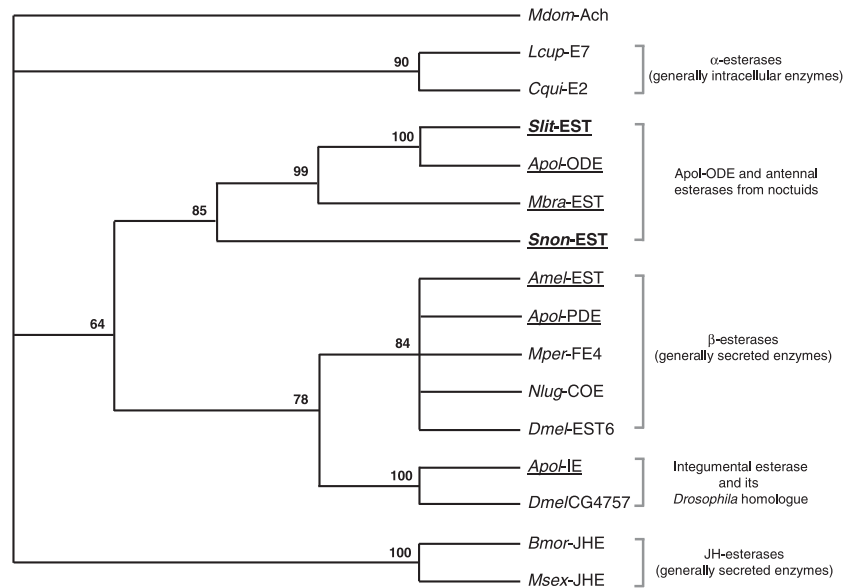 Mdom-Ach
90
Lcup-E7
Cqui-E2
α-esterases
(generally intracellular enzymes)
Slit-EST
100
Apol-ODE
99
Mbra-EST
85
Snon-EST
Apol-ODE and antennal
esterases from noctuids
64
Amel-EST
Apol-PDE
84
Mper-FE4
Nlug-COE
Dmel-EST6
β-esterases
(generally secreted enzymes)
78
Apol-IE
100
DmelCG4757
Integumental esterase
and its
Drosophila homologue
Bmor-JHE
100
Msex-JHE
JH-esterases
(generally secreted enzymes)